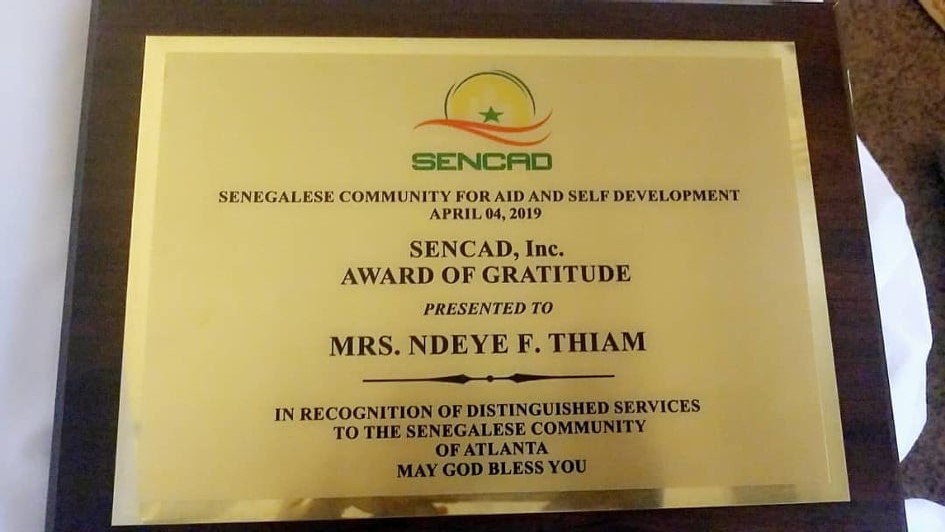 SENCAD
SENEGALESE COMMUNITY FOR AID AND SELF DEVELOPMENT
APRIL 04, 2019
SENCAD, Inc.
AWARD OF GRATITUDE
PRESENTED TO
MRS. NDEYE F. THIAM
IN RECOGNITION OF DISTINGUISHED SERVICES
TO THE SENEGALESE COMMUNITY
OF ATLANTA
MAY GOD BLESS YOU